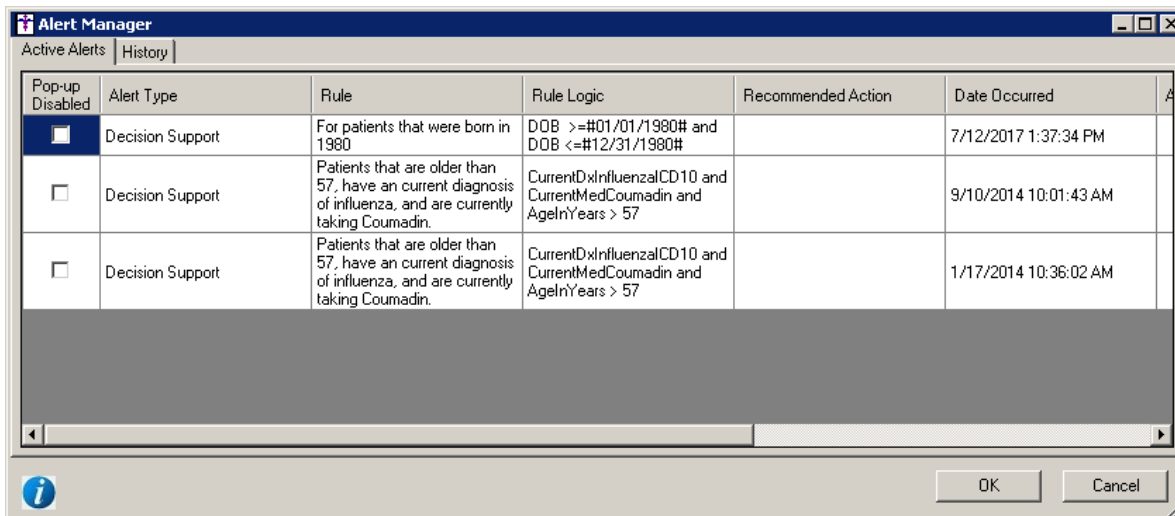 Alert Manager
Active Alerts
History
Pop-up
Disabled
Alert Type
Rule
Rule Logic
Recommended Action
Date Occurred
A
Decision Support
For patients that were born in
1980
DOB >=#01/01/1980# and
DOB <=#12/31/1980#
7/12/2017 1:37:34 PM
Decision Support
Patients that are older than
57, have an current diagnosis
of influenza, and are currently
taking Coumadin.
CurrentDxInfluenzaICD10 and
CurrentMedCoumadin and
AgeInYears > 57
9/10/2014 10:01:43 AM
Decision Support
Patients that are older than
57, have an current diagnosis
of influenza, and are currently
taking Coumadin.
CurrentDxInfluenzaICD10 and
CurrentMedCoumadin and
AgeInYears > 57
1/17/2014 10:36:02 AM
i
OK
Cancel